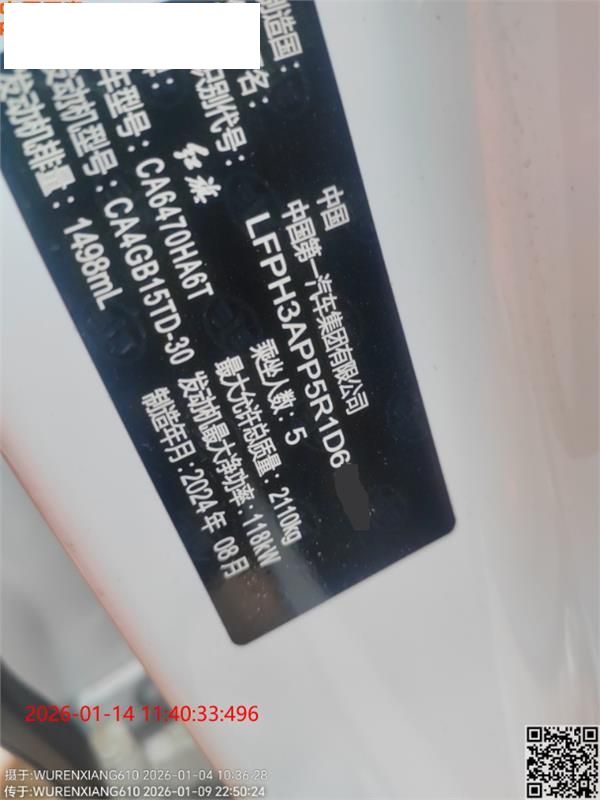 制造国：中国
名：中国第一汽车集团有限公司
识别代号：LFPH3APP5R1D6
红旗 乘坐人数：5
车型号：CA6470HA6T 最大允许总质量：2110kg
发动机型号：CA4GB15TD-30 发动机最大净功率：118kW
发动机排量：1498mL 制造年日：2024年 08月
2026-01-14 11:40:33:496
摄于:WURENXIANG610 2026-01-04 10:36:28
传于:WURENXIANG610 2026-01-09 22:50:24